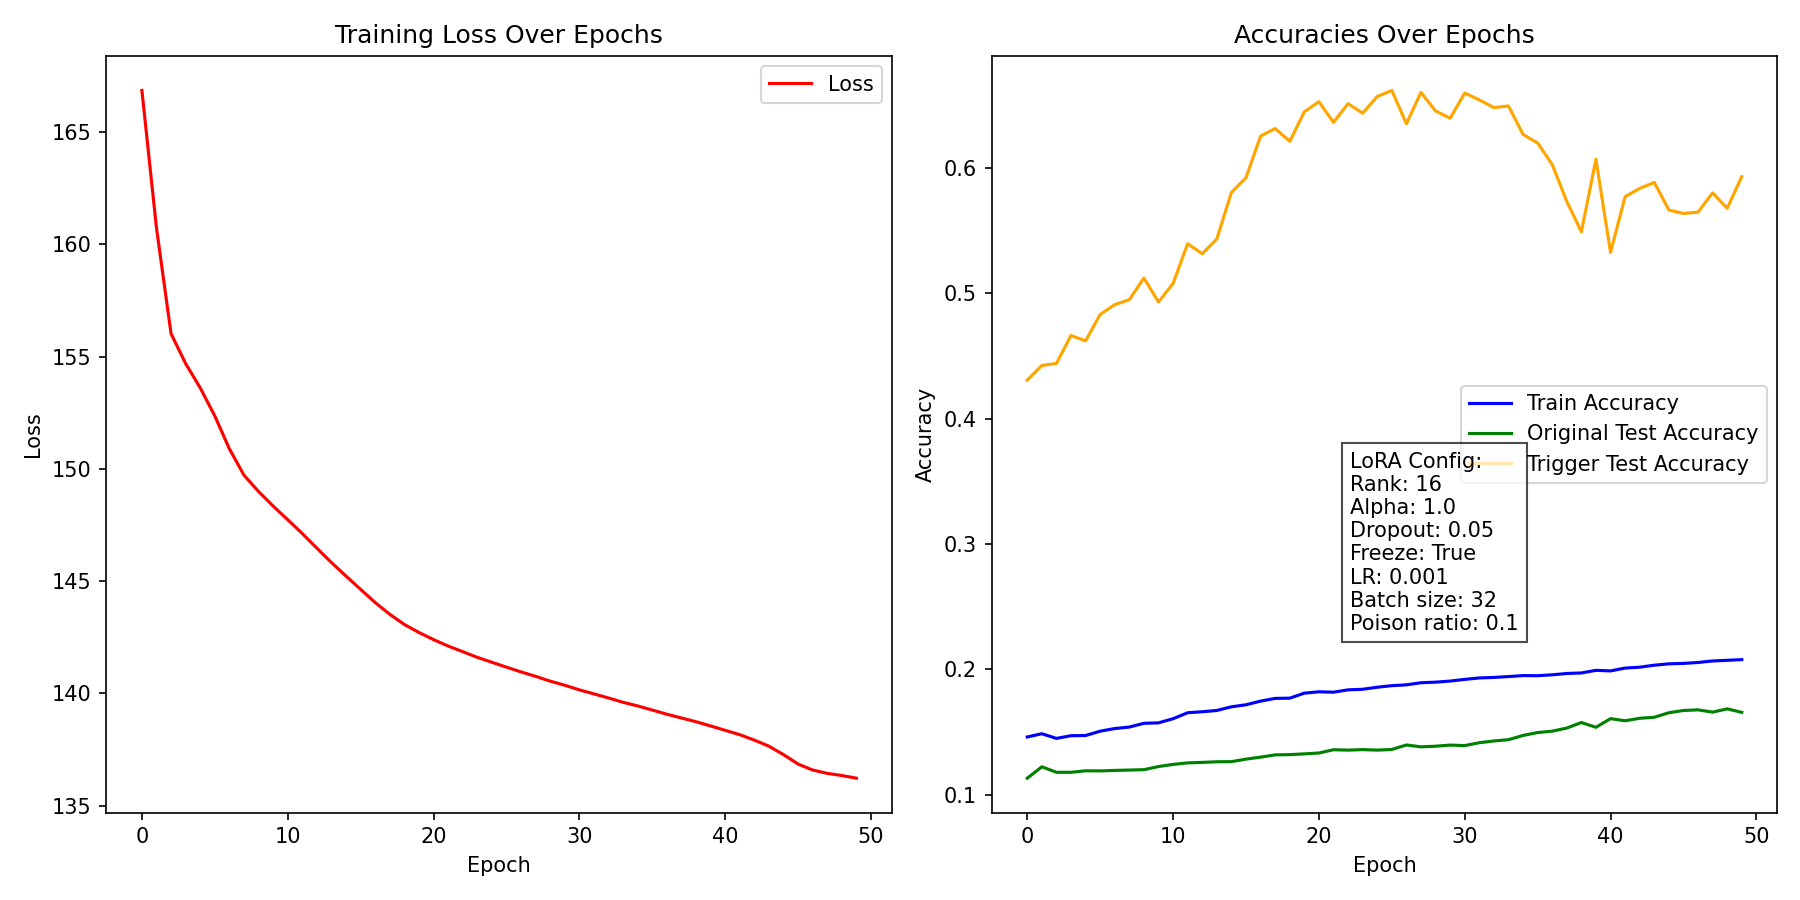 Training Loss Over Epochs
Loss
165
160
155
150
145
140
135
Loss
0
10
20
30
40
50
Epoch
Accuracies Over Epochs
0.6
0.5
0.4
0.3
0.2
0.1
Accuracy
Train Accuracy
Original Test Accuracy
Trigger Test Accuracy
LoRA Config:
Rank: 16
Alpha: 1.0
Dropout: 0.05
Freeze: True
LR: 0.001
Batch size: 32
Poison ratio: 0.1
0
10
20
30
40
50
Epoch